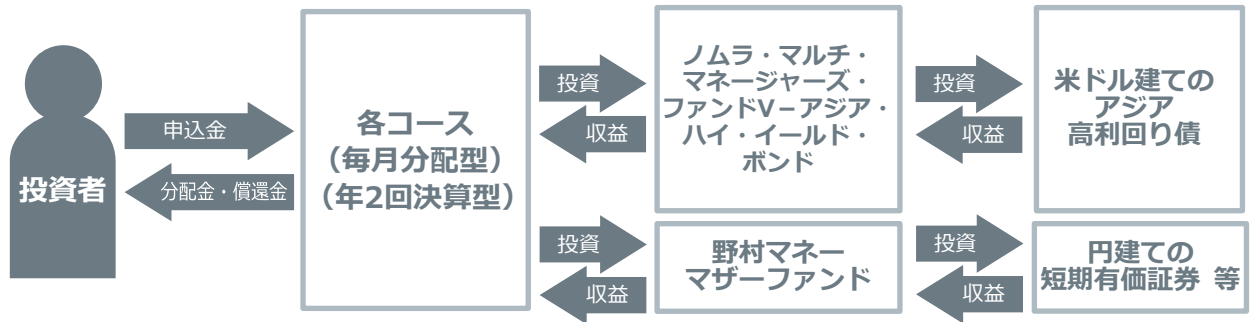 投資者
申込金
分配金・償還金
各コース
（毎月分配型）
（年2回決算型）
投資
収益
ノムラ・マルチ・
マネージャーズ・
ファンドV－アジア・
ハイ・イールド・
ボンド
投資
収益
米ドル建ての
アジア
高利回り債
投資
収益
野村マネー
マザーファンド
投資
収益
円建ての
短期有価証券 等